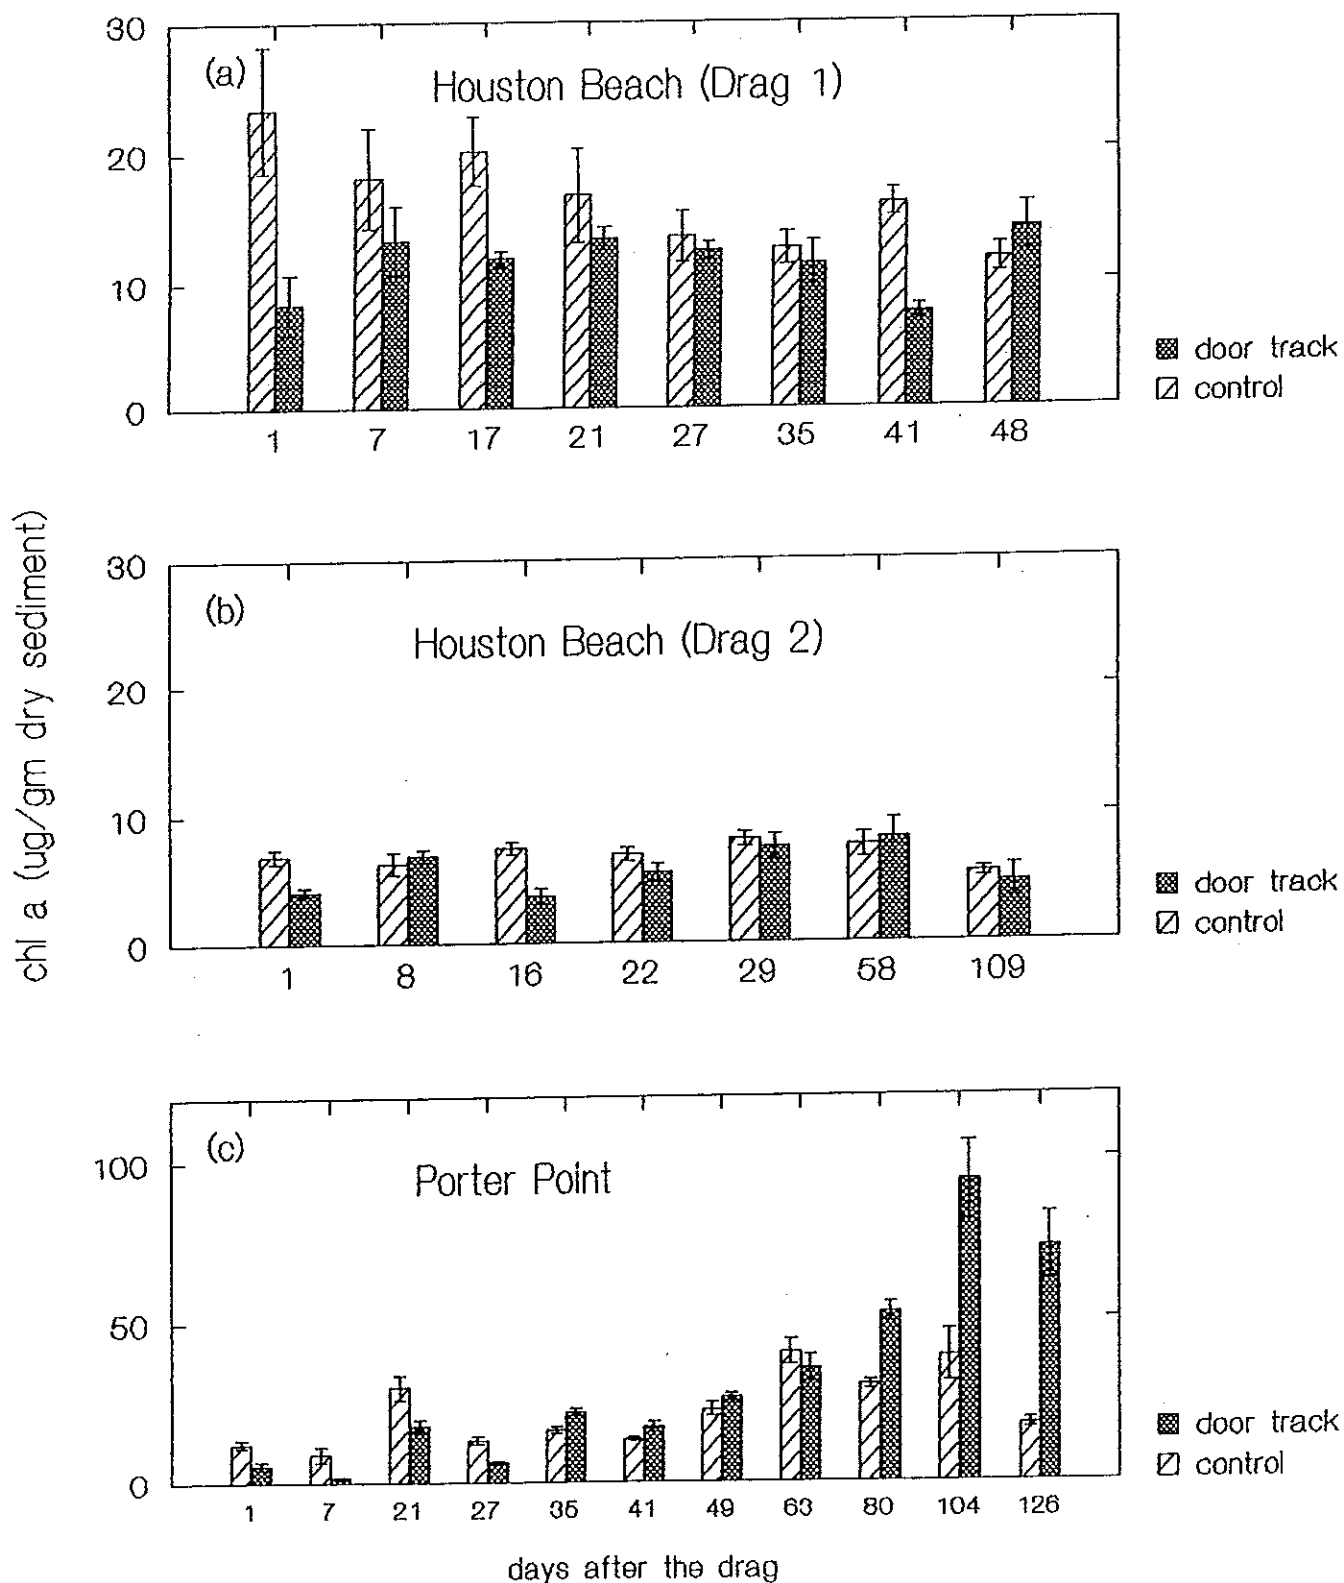 (a)
Houston Beach (Drag 1)
30
20
10
0
1 7 17 21 27 35 41 48
door track
control
chl a (ug/gm dry sediment)
(b)
Houston Beach (Drag 2)
30
20
10
0
1 8 16 22 29 58 109
door track
control
(c)
Porter Point
100
50
0
1 7 21 27 35 41 49 63 80 104 126
door track
control
days after the drag